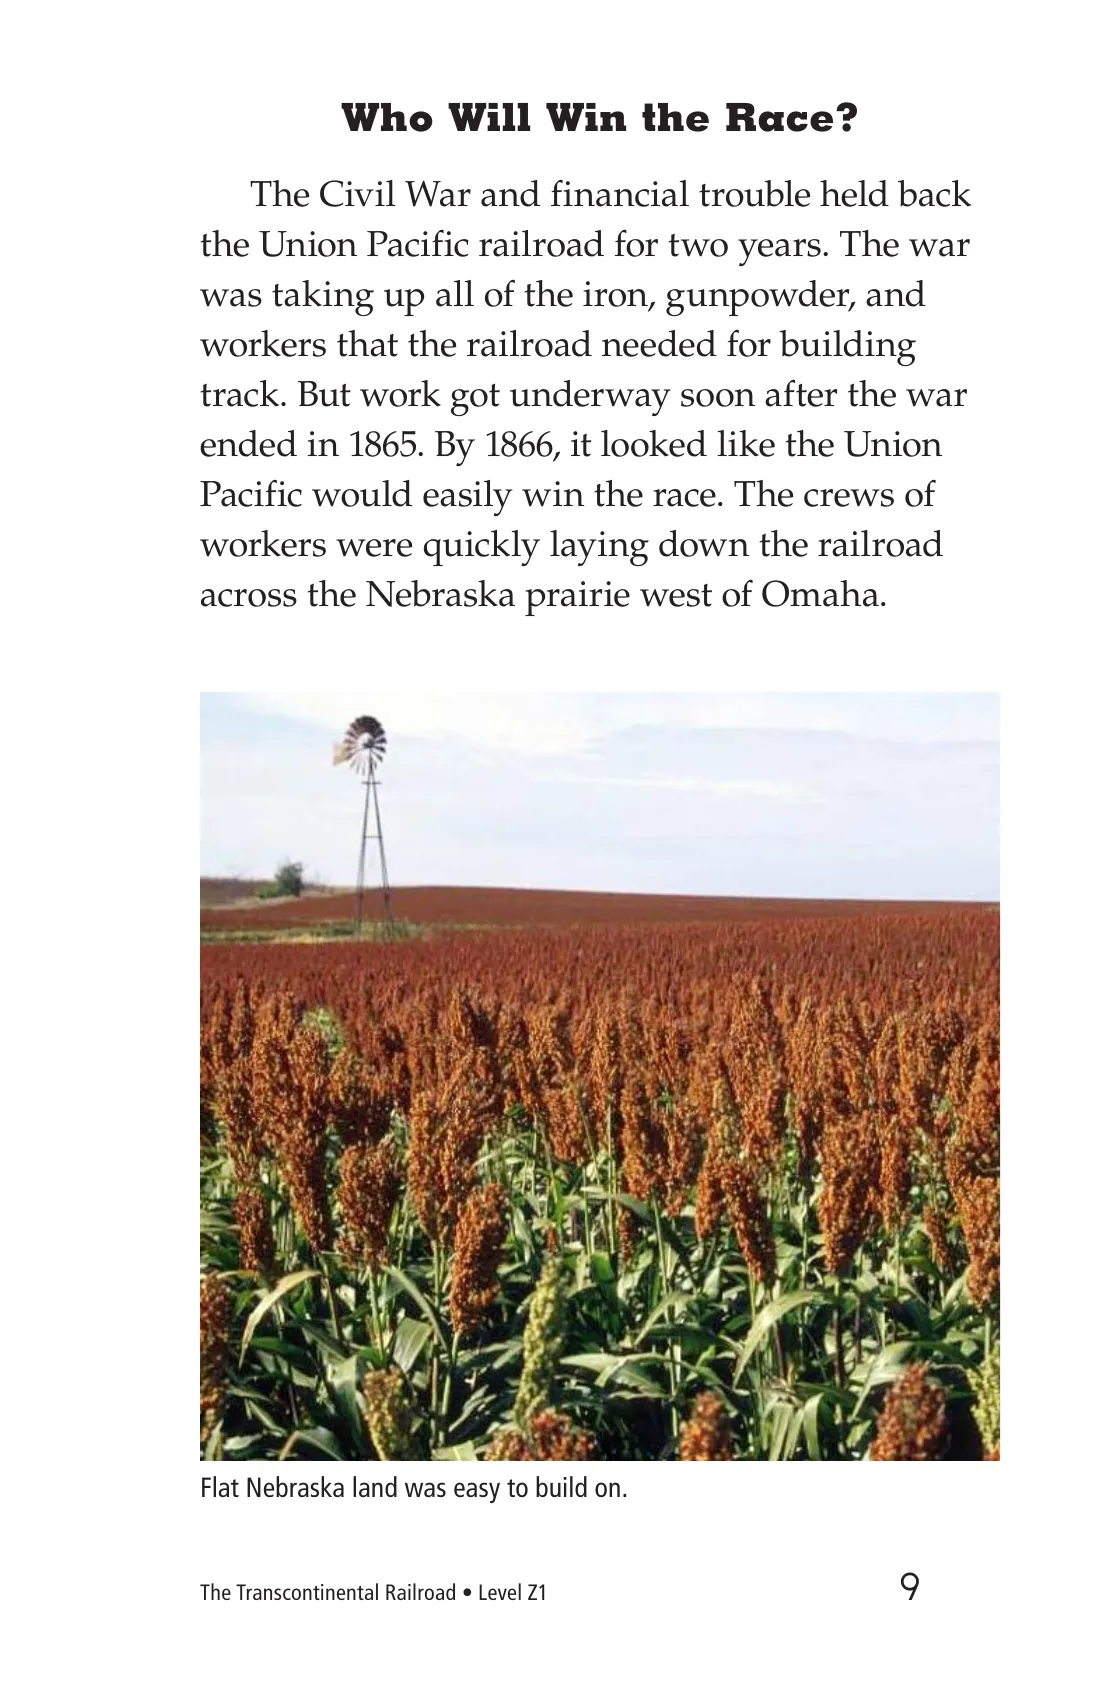 Who Will Win the Race?
The Civil War and financial trouble held back
the Union Pacific railroad for two years. The war
was taking up all of the iron, gunpowder, and
workers that the railroad needed for building
track. But work got underway soon after the war
ended in 1865. By 1866, it looked like the Union
Pacific would easily win the race. The crews of
workers were quickly laying down the railroad
across the Nebraska prairie west of Omaha.
Flat Nebraska land was easy to build on.
The Transcontinental Railroad • Level Z1
9